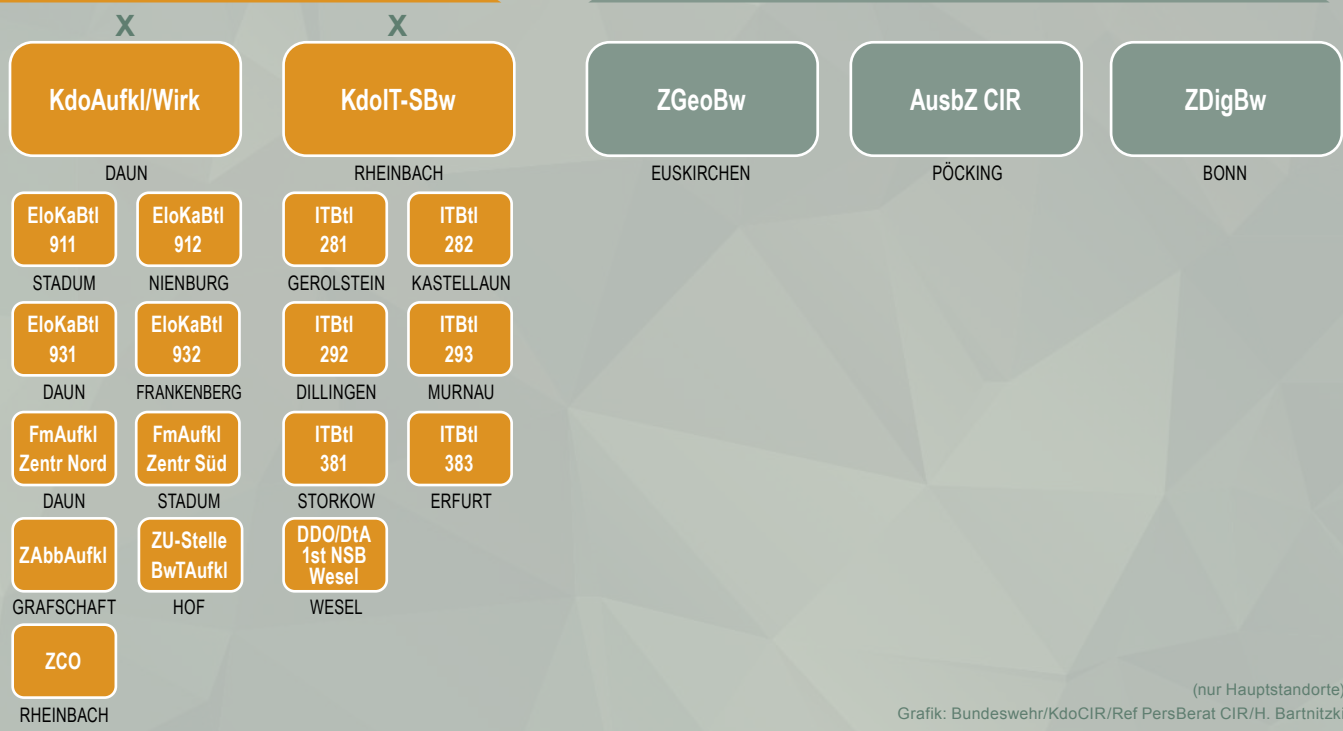 X
X
KdoAufkl/Wirk
KdoIT-SBw
ZGeoBw
AusbZ CIR
ZDigBw
DAUN
RHEINBACH
EUSKIRCHEN
PÖCKING
BONN
EloKaBtl
911
EloKaBtl
912
ITBtl
281
ITBtl
282
STADUM
NIENBURG
GEROLSTEIN
KASTELLAUN
EloKaBtl
931
EloKaBtl
932
ITBtl
292
ITBtl
293
DAUN
FRANKENBERG
DILLINGEN
MURNAU
FmAufkl
Zentr Nord
FmAufkl
Zentr Süd
ITBtl
381
ITBtl
383
DAUN
STADUM
STORKOW
ERFURT
ZAbbAufkl
ZU-Stelle
BwTAufkl
DDO/DtA
1st NSB
Wesel
GRAFSCHAFT
HOF
WESEL
ZCO
RHEINBACH
(nur Hauptstandorte)
Grafik: Bundeswehr/KdoCIR/Ref PersBerat CIR/H. Bartnitzki